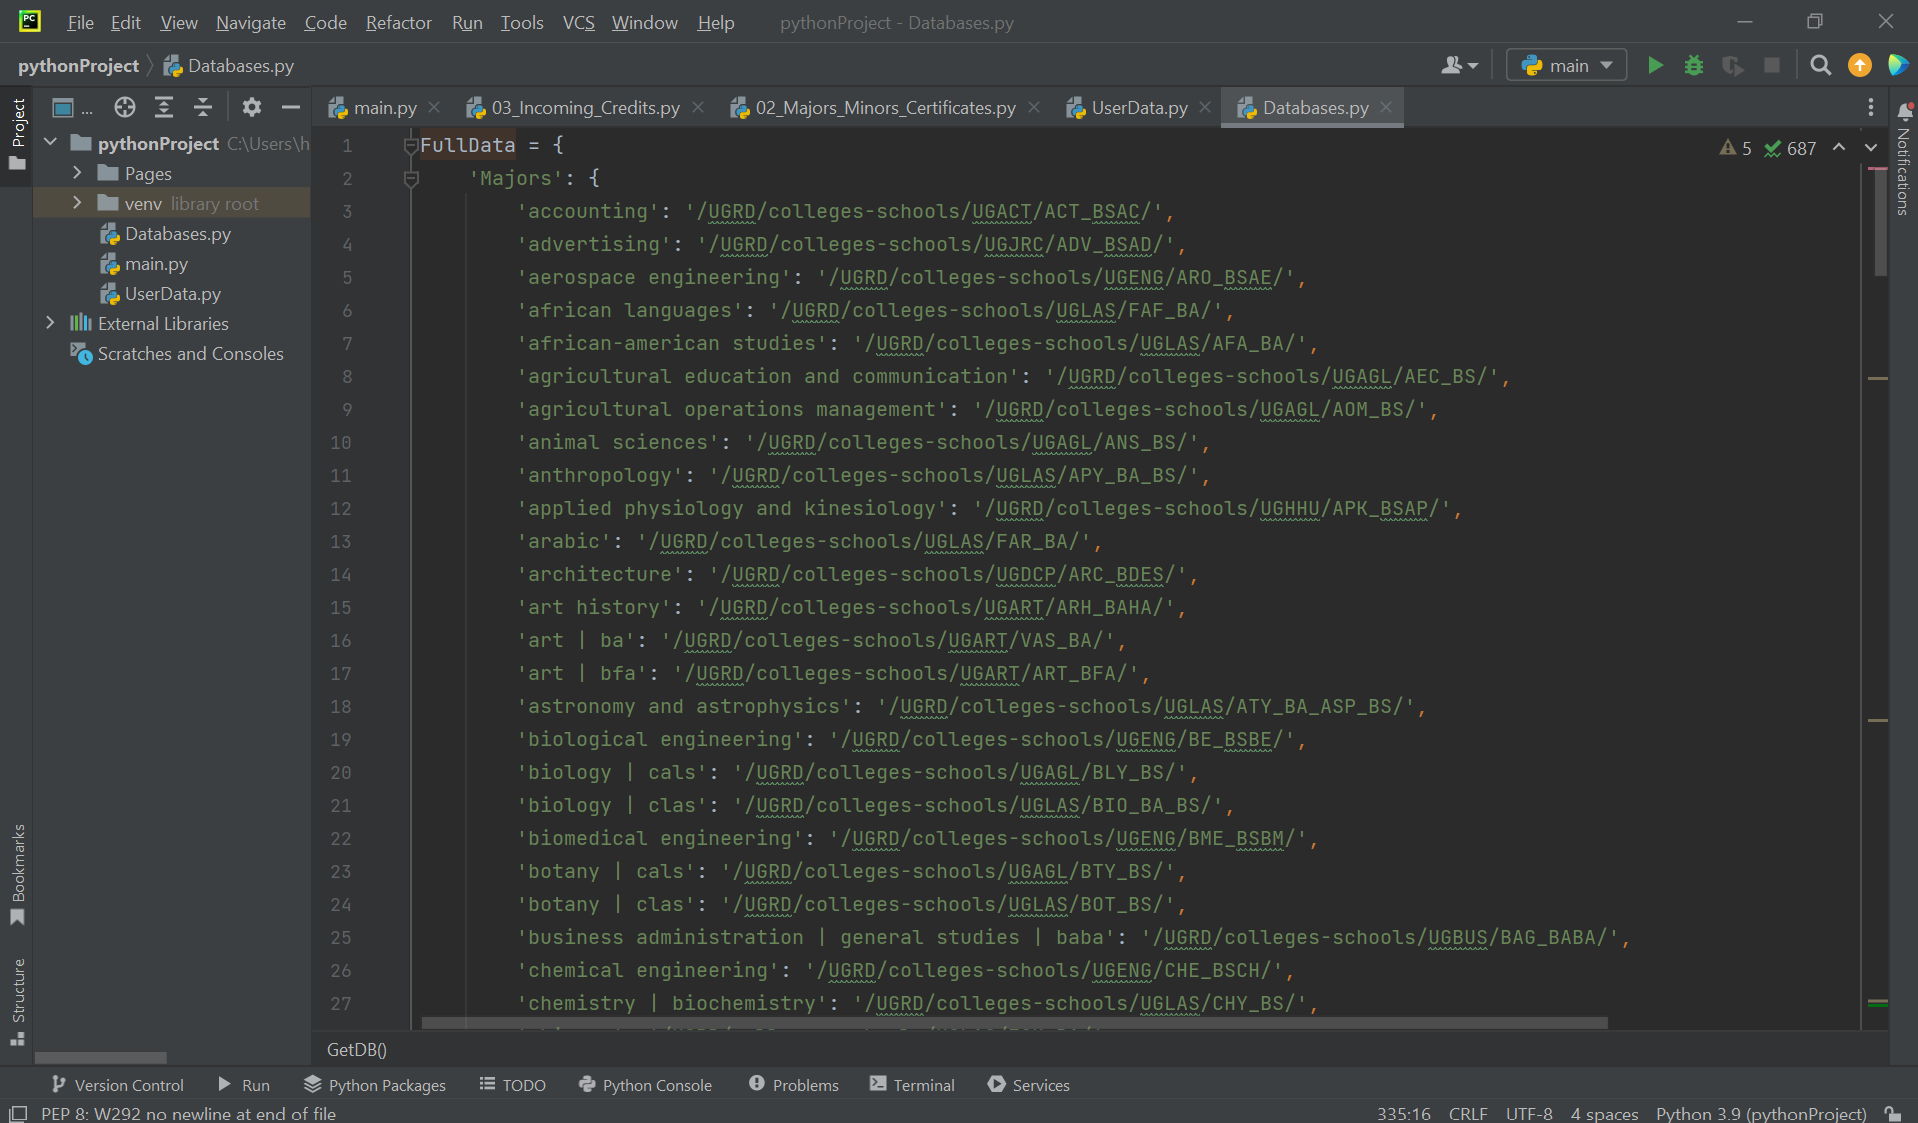 PC File Edit View Navigate Code Refactor Run Tools VCS Window Help pythonProject - Databases.py
pythonProject Databases.py main
... main.py 03_Incoming_Credits.py 02_Majors_Minors_Certificates.py UserData.py Databases.py
Project
pythonProject C:\Users\h
Pages
venv library root
Databases.py
main.py
UserData.py
External Libraries
Scratches and Consoles
Bookmarks
Structure
5 687
Notifications
1 FullData = {
2 'Majors': {
3 'accounting': '/UGRD/colleges-schools/UGACT/ACT_BSAC/',
4 'advertising': '/UGRD/colleges-schools/UGJRC/ADV_BSAD/',
5 'aerospace engineering': '/UGRD/colleges-schools/UGENG/ARO_BSAE/',
6 'african languages': '/UGRD/colleges-schools/UGLAS/FAF_BA/',
7 'african-american studies': '/UGRD/colleges-schools/UGLAS/AFA_BA/',
8 'agricultural education and communication': '/UGRD/colleges-schools/UGAGL/AEC_BS/',
9 'agricultural operations management': '/UGRD/colleges-schools/UGAGL/AOM_BS/',
10 'animal sciences': '/UGRD/colleges-schools/UGAGL/ANS_BS/',
11 'anthropology': '/UGRD/colleges-schools/UGLAS/APY_BA_BS/',
12 'applied physiology and kinesiology': '/UGRD/colleges-schools/UGHHU/APK_BSAP/',
13 'arabic': '/UGRD/colleges-schools/UGLAS/FAR_BA/',
14 'architecture': '/UGRD/colleges-schools/UGDCP/ARC_BDES/',
15 'art history': '/UGRD/colleges-schools/UGART/ARH_BAHA/',
16 'art | ba': '/UGRD/colleges-schools/UGART/VAS_BA/',
17 'art | bfa': '/UGRD/colleges-schools/UGART/ART_BFA/',
18 'astronomy and astrophysics': '/UGRD/colleges-schools/UGLAS/ATY_BA_ASP_BS/',
19 'biological engineering': '/UGRD/colleges-schools/UGENG/BE_BSBE/',
20 'biology | cals': '/UGRD/colleges-schools/UGAGL/BLY_BS/',
21 'biology | clas': '/UGRD/colleges-schools/UGLAS/BIO_BA_BS/',
22 'biomedical engineering': '/UGRD/colleges-schools/UGENG/BME_BSBM/',
23 'botany | cals': '/UGRD/colleges-schools/UGAGL/BTY_BS/',
24 'botany | clas': '/UGRD/colleges-schools/UGLAS/BOT_BS/',
25 'business administration | general studies | baba': '/UGRD/colleges-schools/UGBUS/BAG_BABA/',
26 'chemical engineering': '/UGRD/colleges-schools/UGENG/CHE_BSCH/',
27 'chemistry | biochemistry': '/UGRD/colleges-schools/UGLAS/CHY_BS/',
GetDB()
Version Control Run Python Packages TODO Python Console Problems Terminal Services
PEP 8: W292 no newline at end of file 335:16 CRLF UTF-8 4 spaces Python 3.9 (pythonProject)